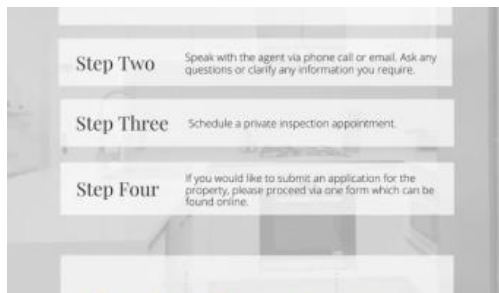 Step Two
Speak with the agent via phone call or email. Ask any
questions or clarify any information you require.
Step Three
Schedule a private inspection appointment.
Step Four
If you would like to submit an application for the
property, please proceed via one form which can be
found online.